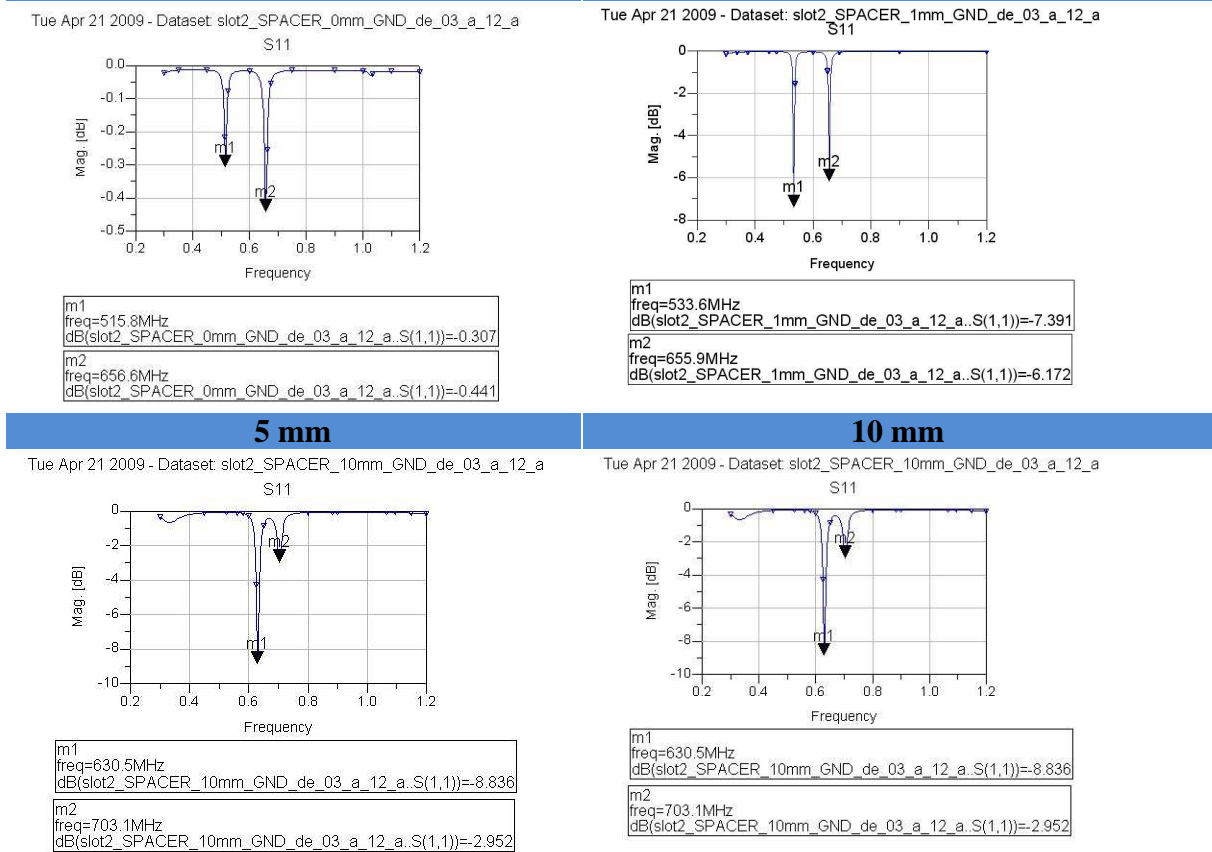 Tue Apr 21 2009 - Dataset: slot2_SPACER_0mm_GND_de_03_a_12_a
S11
0.0
-0.1
-0.2
-0.3
-0.4
-0.5
Mag. [dB]
m1
m2
0.2 0.4 0.6 0.8 1.0 1.2
Frequency
m1
freq=515.8MHz
dB(slot2_SPACER_0mm_GND_de_03_a_12_a..S(1,1))=-0.307
m2
freq=656.6MHz
dB(slot2_SPACER_0mm_GND_de_03_a_12_a..S(1,1))=-0.441
Tue Apr 21 2009 - Dataset: slot2_SPACER_1mm_GND_de_03_a_12_a
S11
0
-2
-4
-6
-8
Mag. [dB]
m1
m2
0.2 0.4 0.6 0.8 1.0 1.2
Frequency
m1
freq=533.6MHz
dB(slot2_SPACER_1mm_GND_de_03_a_12_a..S(1,1))=-7.391
m2
freq=655.9MHz
dB(slot2_SPACER_1mm_GND_de_03_a_12_a..S(1,1))=-6.172
5 mm
Tue Apr 21 2009 - Dataset: slot2_SPACER_10mm_GND_de_03_a_12_a
S11
0
-2
-4
-6
-8
-10
Mag. [dB]
m1
m2
0.2 0.4 0.6 0.8 1.0 1.2
Frequency
m1
freq=630.5MHz
dB(slot2_SPACER_10mm_GND_de_03_a_12_a..S(1,1))=-8.836
m2
freq=703.1MHz
dB(slot2_SPACER_10mm_GND_de_03_a_12_a..S(1,1))=-2.952
10 mm
Tue Apr 21 2009 - Dataset: slot2_SPACER_10mm_GND_de_03_a_12_a
S11
0
-2
-4
-6
-8
-10
Mag. [dB]
m1
m2
0.2 0.4 0.6 0.8 1.0 1.2
Frequency
m1
freq=630.5MHz
dB(slot2_SPACER_10mm_GND_de_03_a_12_a..S(1,1))=-8.836
m2
freq=703.1MHz
dB(slot2_SPACER_10mm_GND_de_03_a_12_a..S(1,1))=-2.952